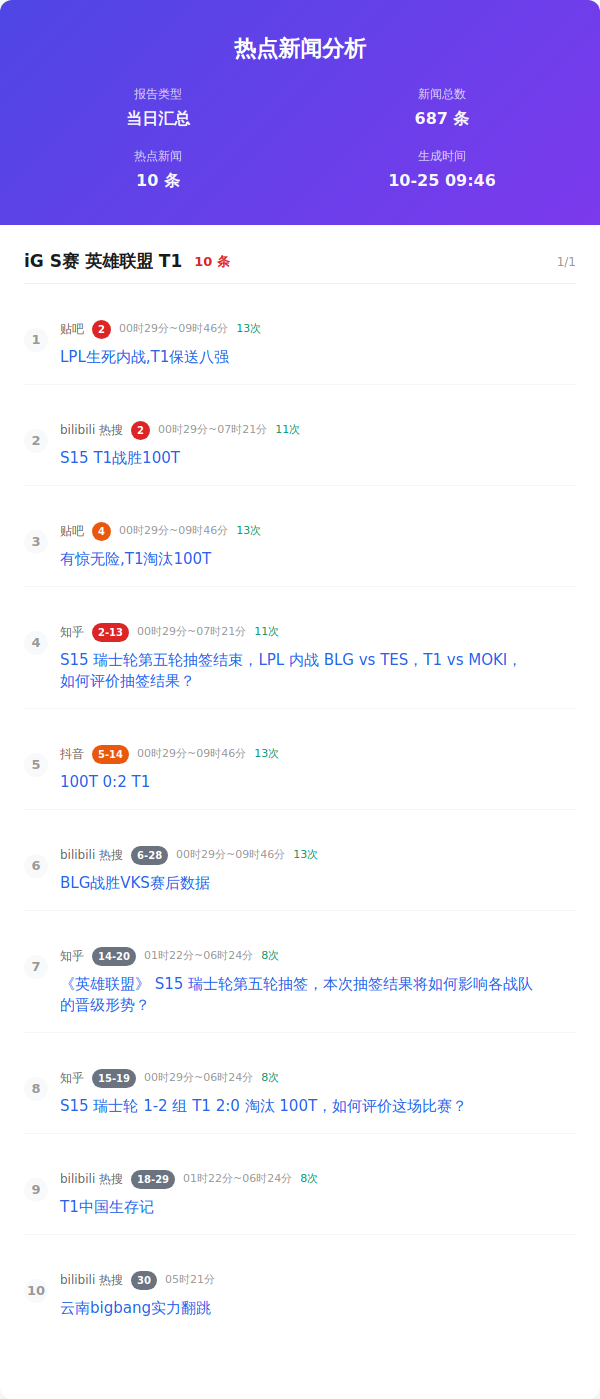 热点新闻分析
报告类型
当日汇总
新闻总数
687 条
热点新闻
10 条
生成时间
10-25 09:46
iG S赛 英雄联盟 T1 10 条 1/1
1
贴吧 2 00时29分~09时46分 13次
LPL生死内战,T1保送八强
2
bilibili 热搜 2 00时29分~07时21分 11次
S15 T1战胜100T
3
贴吧 4 00时29分~09时46分 13次
有惊无险,T1淘汰100T
4
知乎 2-13 00时29分~07时21分 11次
S15 瑞士轮第五轮抽签结束，LPL 内战 BLG vs TES，T1 vs MOKI，
如何评价抽签结果？
5
抖音 5-14 00时29分~09时46分 13次
100T 0:2 T1
6
bilibili 热搜 6-28 00时29分~09时46分 13次
BLG战胜VKS赛后数据
7
知乎 14-20 01时22分~06时24分 8次
《英雄联盟》 S15 瑞士轮第五轮抽签，本次抽签结果将如何影响各战队
的晋级形势？
8
知乎 15-19 00时29分~06时24分 8次
S15 瑞士轮 1-2 组 T1 2:0 淘汰 100T，如何评价这场比赛？
9
bilibili 热搜 18-29 01时22分~06时24分 8次
T1中国生存记
10
bilibili 热搜 30 05时21分
云南bigbang实力翻跳